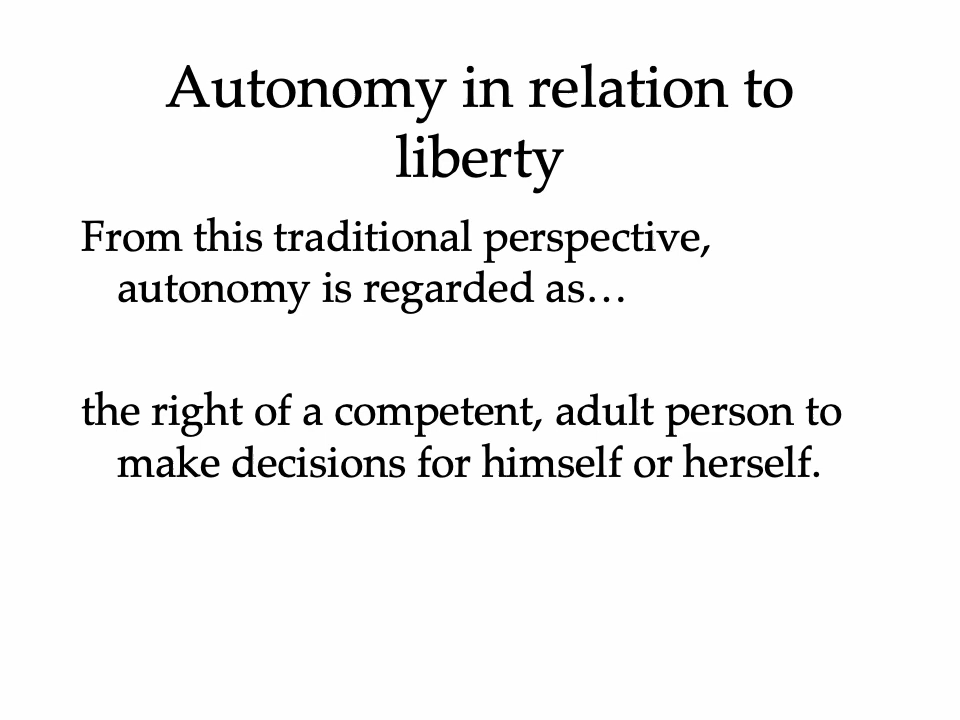 Autonomy in relation to
liberty
From this traditional perspective,
autonomy is regarded as…
the right of a competent, adult person to
make decisions for himself or herself.